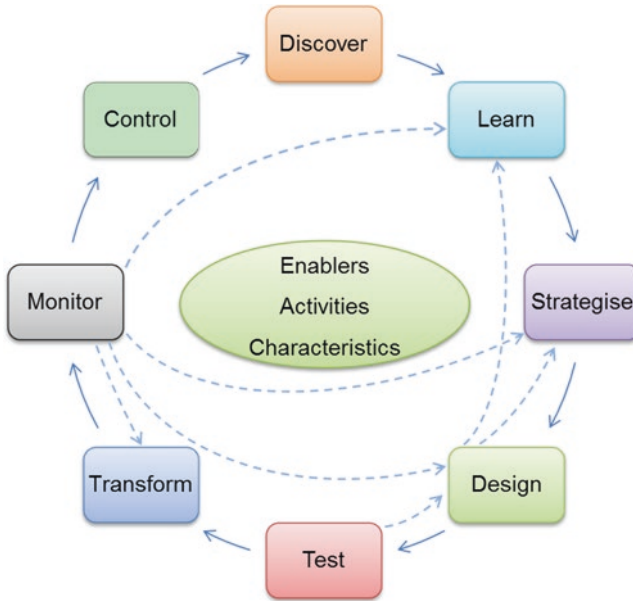 Discover
Control
Learn
Enablers
Activities
Characteristics
Monitor
Strategise
Transform
Design
Test